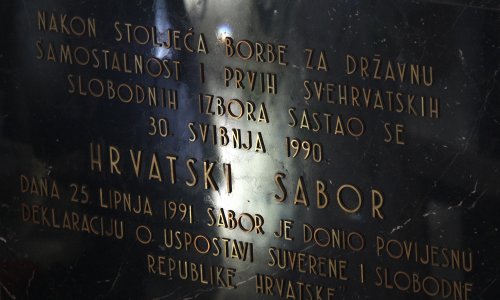 NAKON STOLJEĆA BORBE ZA DRŽAVNU
SAMOSTALNOST I PRVIH SVEHRVATSKIH
SLOBODNIH IZBORA SASTAO SE
30. SVIBNJA 1990.
HRVATSKI SABOR
DANA 25. LIPNJA 1991. SABOR JE DONIO POVIJESNU
DEKLARACIJU O USPOSTAVI SUVERENE I SLOBODNE
REPUBLIKE HRVATSKE"